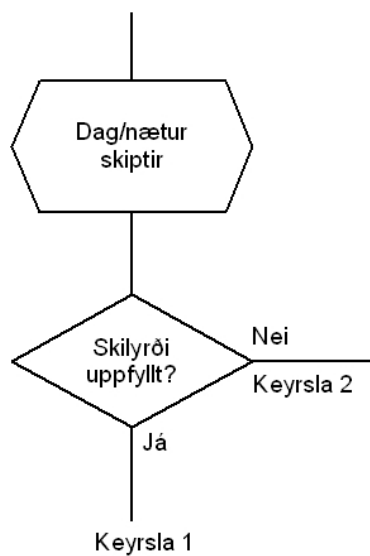 Dag/nætur
skiptir
Skilyrði
uppfyllt?
Nei
Keyrsla 2
Já
Keyrsla 1